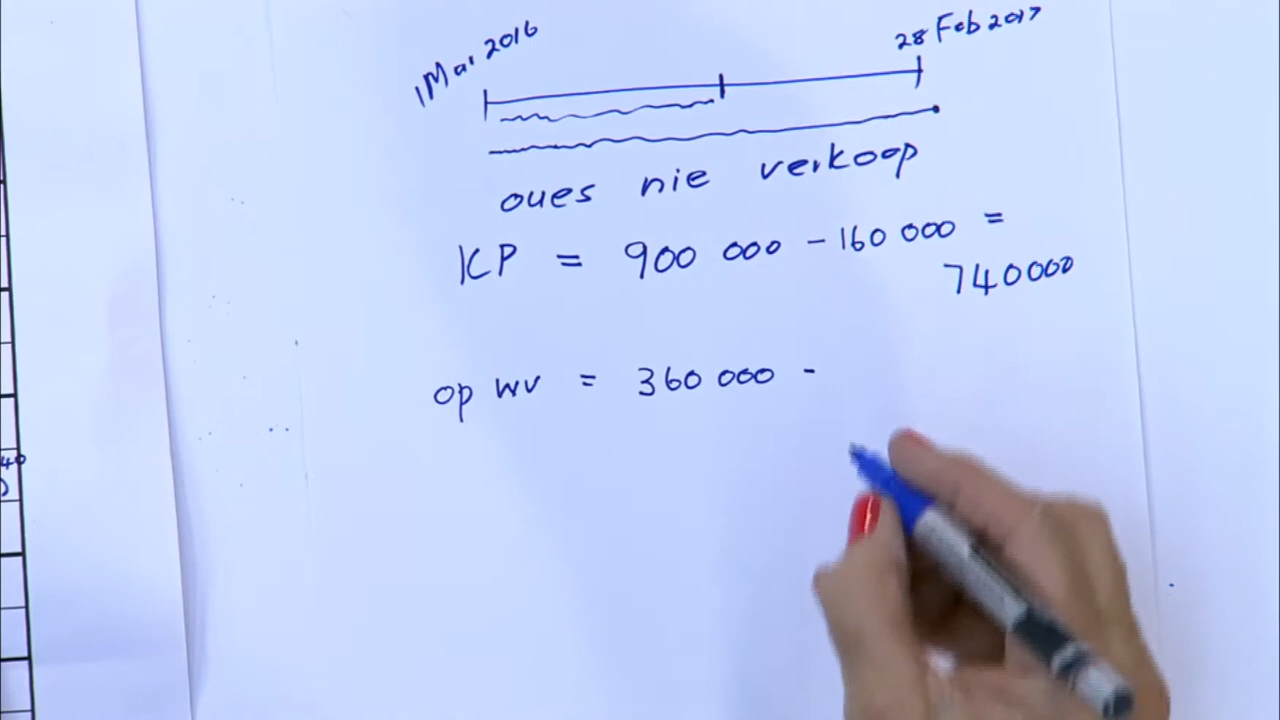 1 Mar 2016
28 Feb 2017
oues nie verkoop
KP = 900 000 - 160 000 =
740000
op wv = 360 000 -
40